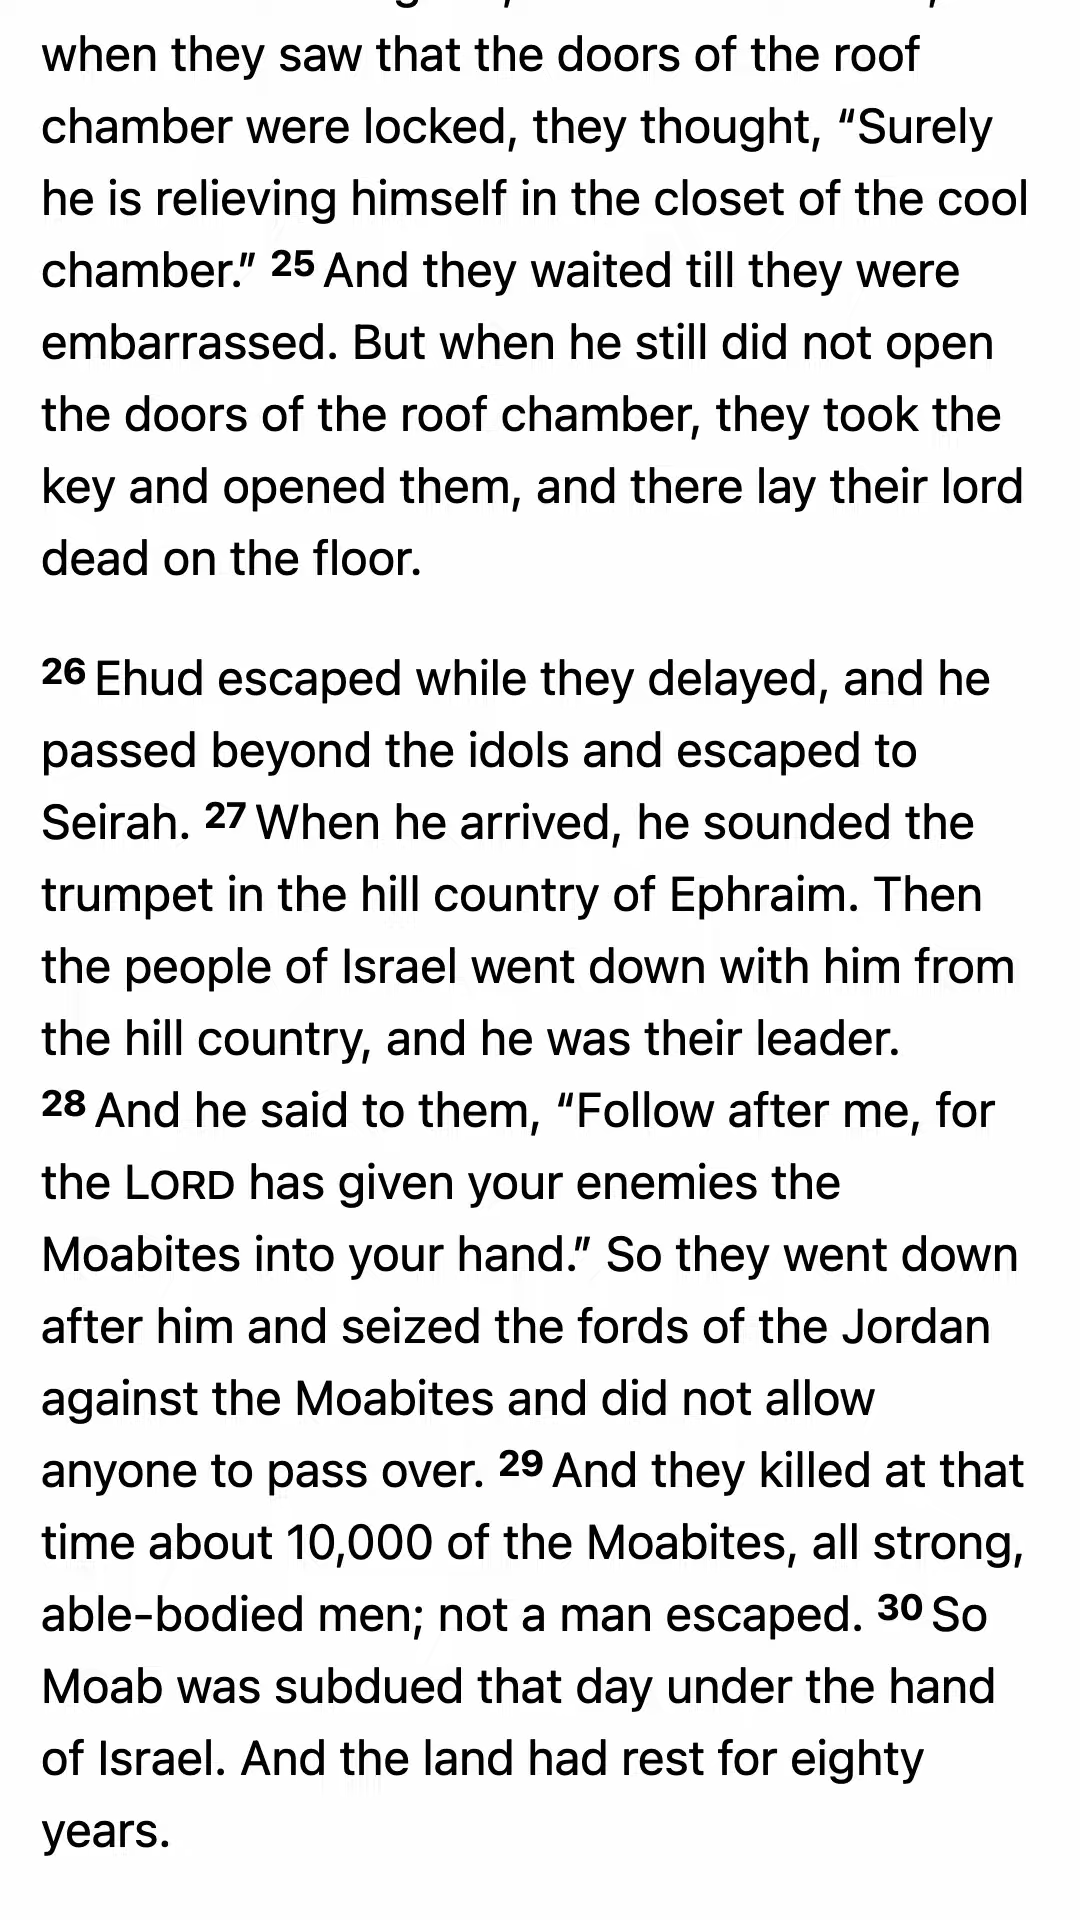 when they saw that the doors of the roof
chamber were locked, they thought, “Surely
he is relieving himself in the closet of the cool
chamber.” 25 And they waited till they were
embarrassed. But when he still did not open
the doors of the roof chamber, they took the
key and opened them, and there lay their lord
dead on the floor.
26 Ehud escaped while they delayed, and he
passed beyond the idols and escaped to
Seirah. 27 When he arrived, he sounded the
trumpet in the hill country of Ephraim. Then
the people of Israel went down with him from
the hill country, and he was their leader.
28 And he said to them, “Follow after me, for
the LORD has given your enemies the
Moabites into your hand.” So they went down
after him and seized the fords of the Jordan
against the Moabites and did not allow
anyone to pass over. 29 And they killed at that
time about 10,000 of the Moabites, all strong,
able-bodied men; not a man escaped. 30 So
Moab was subdued that day under the hand
of Israel. And the land had rest for eighty
years.